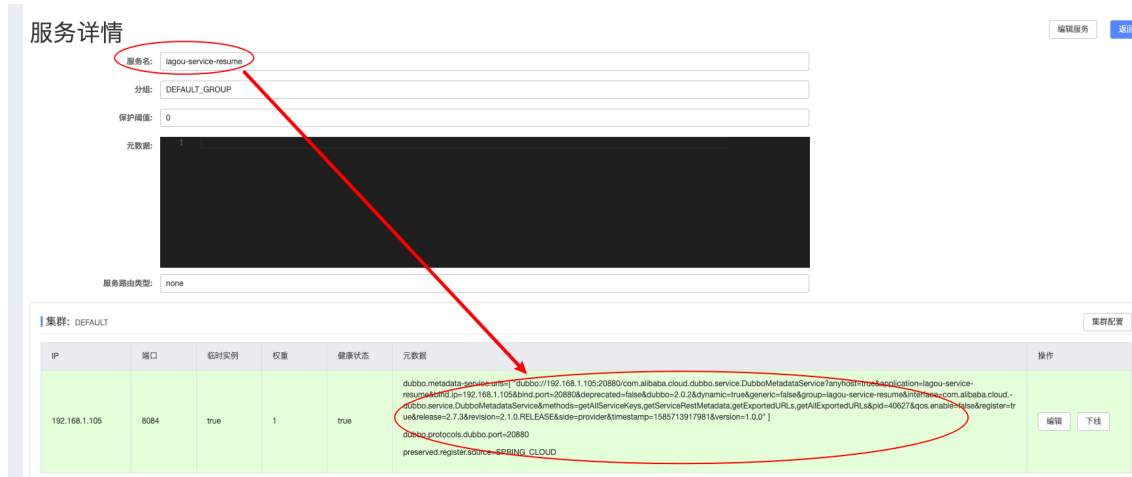 服务详情
编辑服务
返回
服务名: lagou-service-resume
分组: DEFAULT_GROUP
保护阈值: 0
元数据: 1
服务路由类型: none
集群: DEFAULT
集群配置
IP 端口 临时实例 权重 健康状态 元数据 操作
dubbo.metadata-service.urls=[ "dubbo://192.168.1.105:20880/com.alibaba.cloud.dubbo.service.DubboMetadataService?anyhost=true&application=lagou-service-
resume&bind.ip=192.168.1.105&bind.port=20880&deprecated=false&dubbo=2.0.2&dynamic=true&generic=false&group=lagou-service-resume&interface=com.alibaba.cloud.-
dubbo.service.DubboMetadataService&methods=getAllServiceKeys,getServiceRestMetadata,getExportedURLs,getAllExportedURLs&pid=40627&qos.enable=false&register=tr
ue&release=2.7.3&revision=2.1.0.RELEASE&side=provider&timestamp=1585713917981&version=1.0.0" ]
192.168.1.105 8084 true 1 true
编辑 下线
dubbo.protocols.dubbo.port=20880
preserved.register.source=SPRING_CLOUD